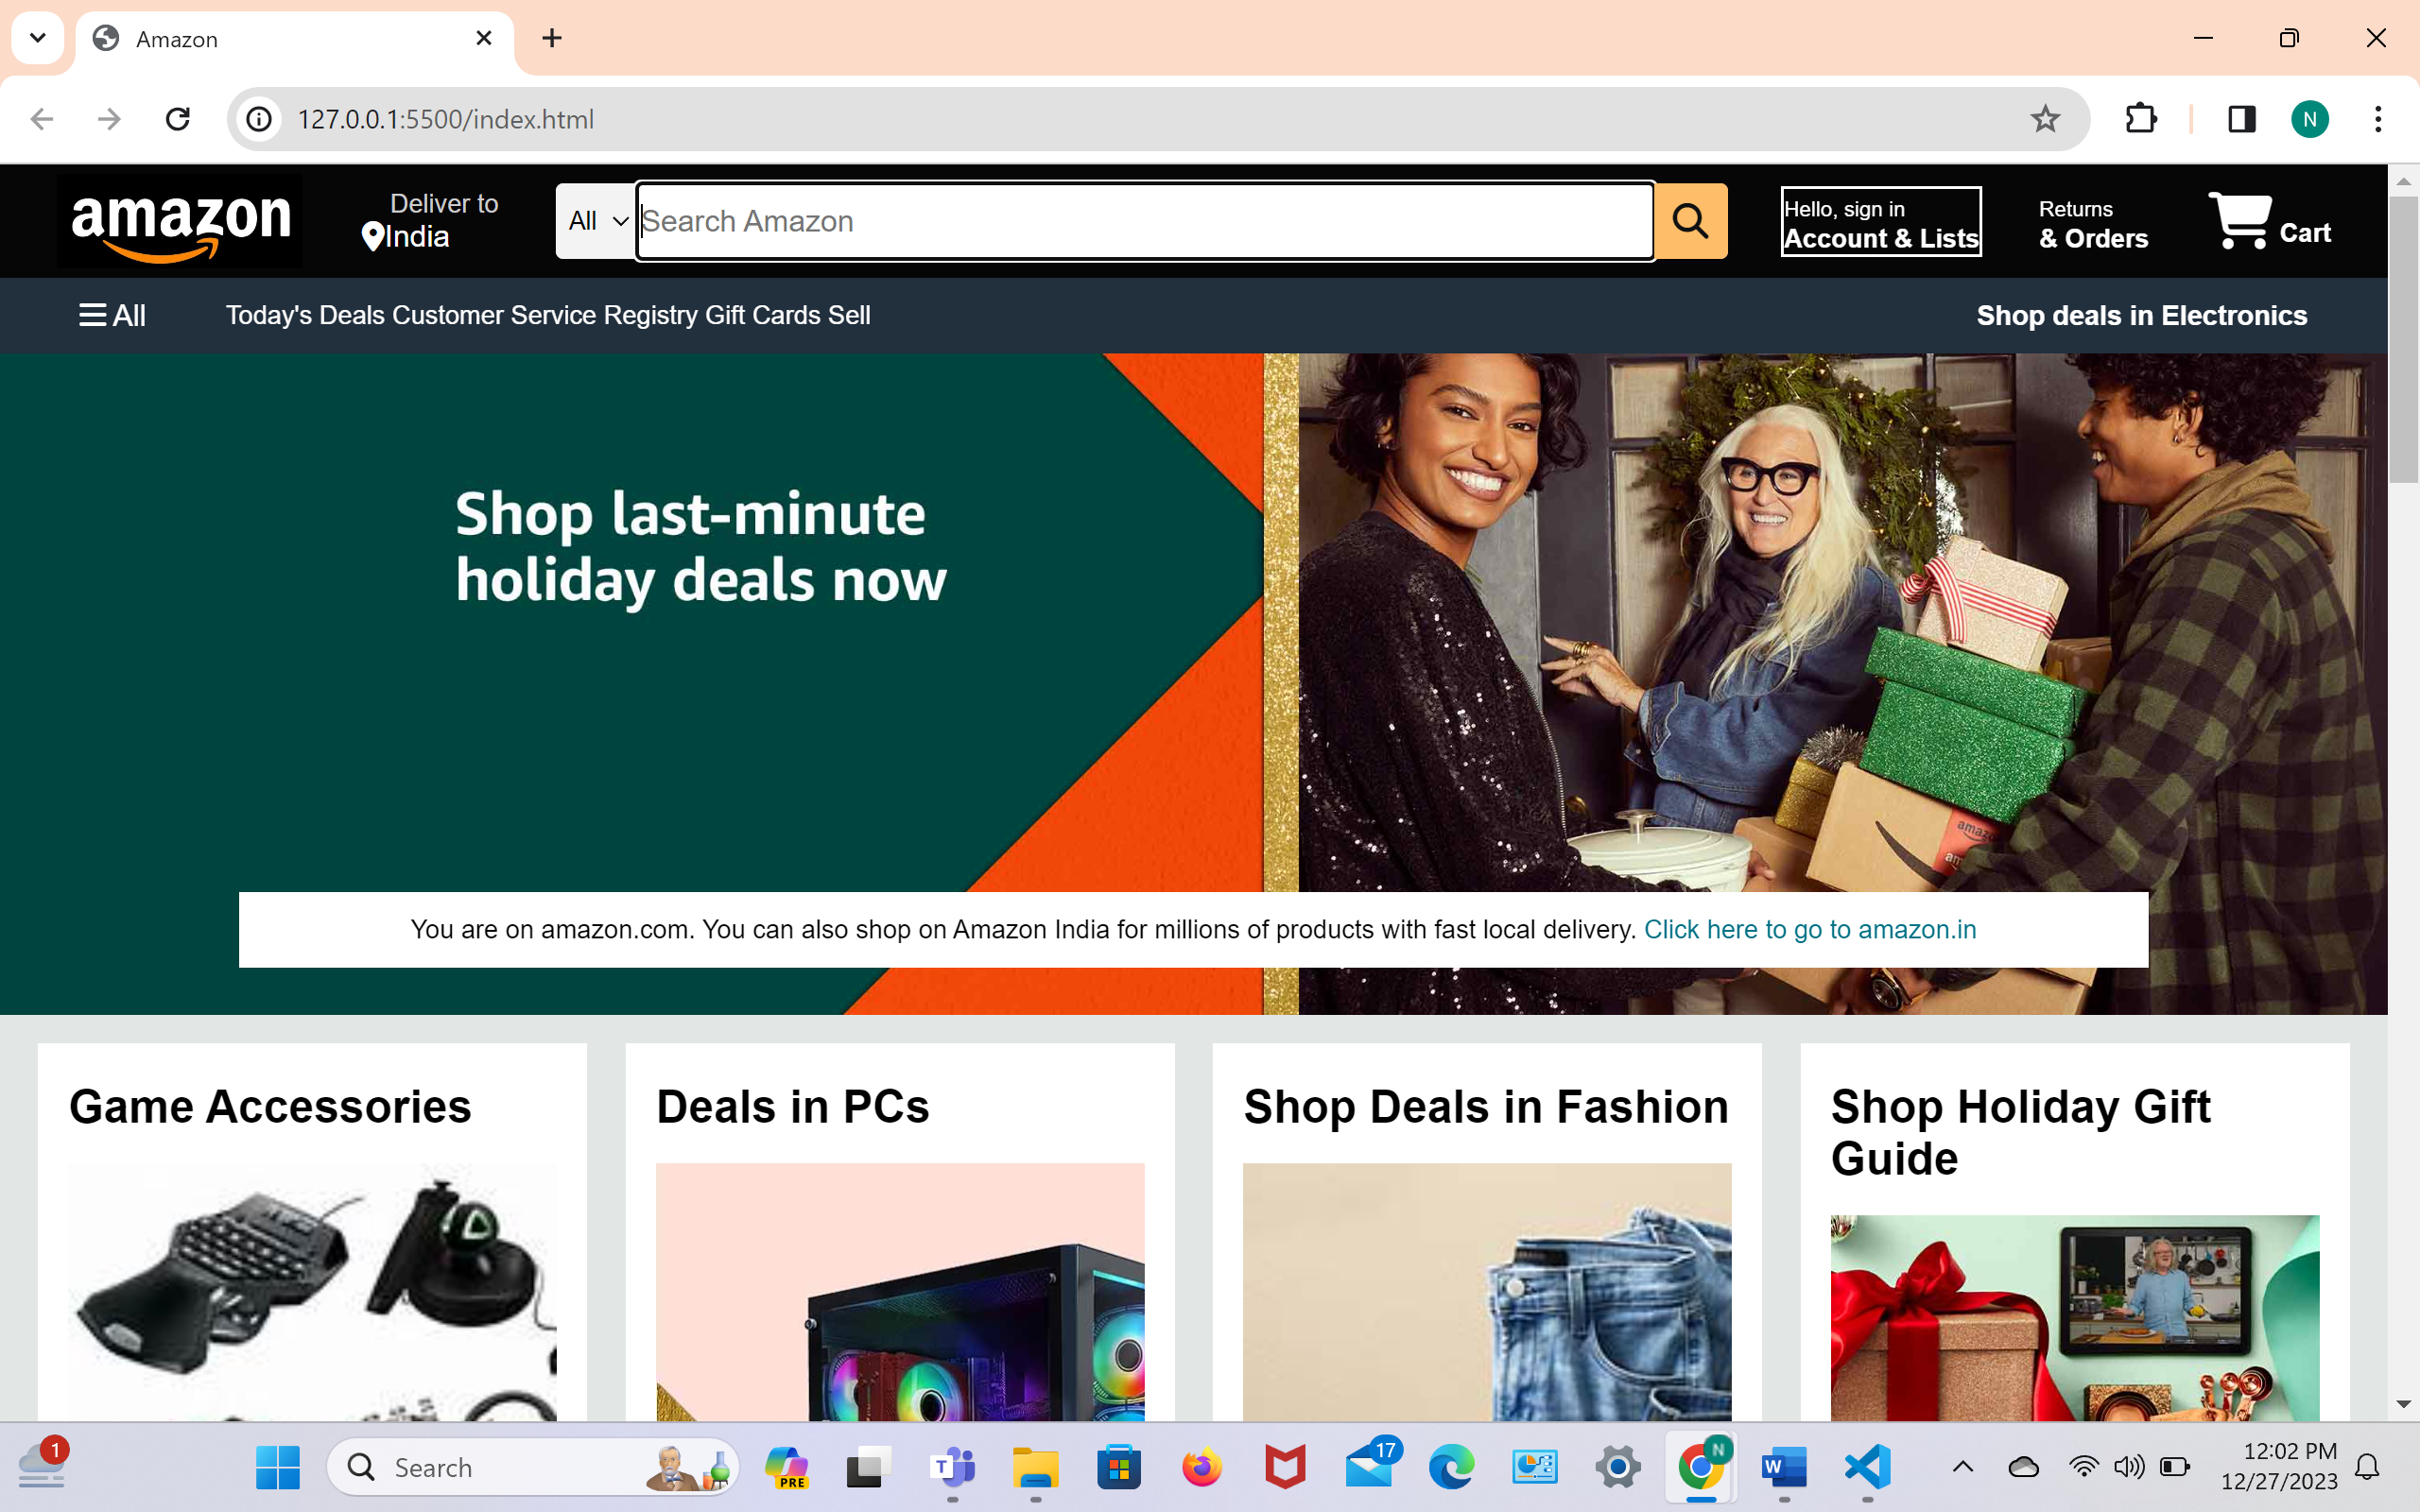 Amazon
127.0.0.1:5500/index.html
N
amazon
Deliver to
India
All
Search Amazon
Hello, sign in
Account & Lists
Returns
& Orders
Cart
All
Today's Deals Customer Service Registry Gift Cards Sell
Shop deals in Electronics
Shop last-minute
holiday deals now
amazon
You are on amazon.com. You can also shop on Amazon India for millions of products with fast local delivery. Click here to go to amazon.in
Game Accessories
Deals in PCs
Shop Deals in Fashion
Shop Holiday Gift
Guide
1
Search
PRE
T
17
N
W
12:02 PM
12/27/2023